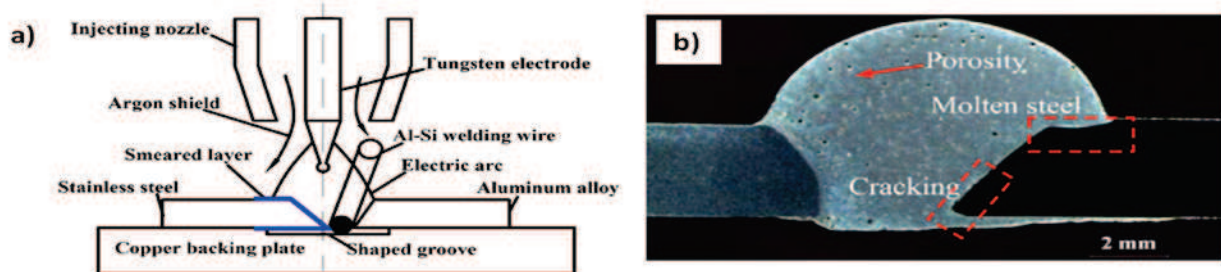 a)
Injecting nozzle
Tungsten electrode
Argon shield
Al-Si welding wire
Smeared layer
Electric arc
Stainless steel
Aluminum alloy
Copper backing plate
Shaped groove
b)
Porosity
Molten steel
Cracking
2 mm